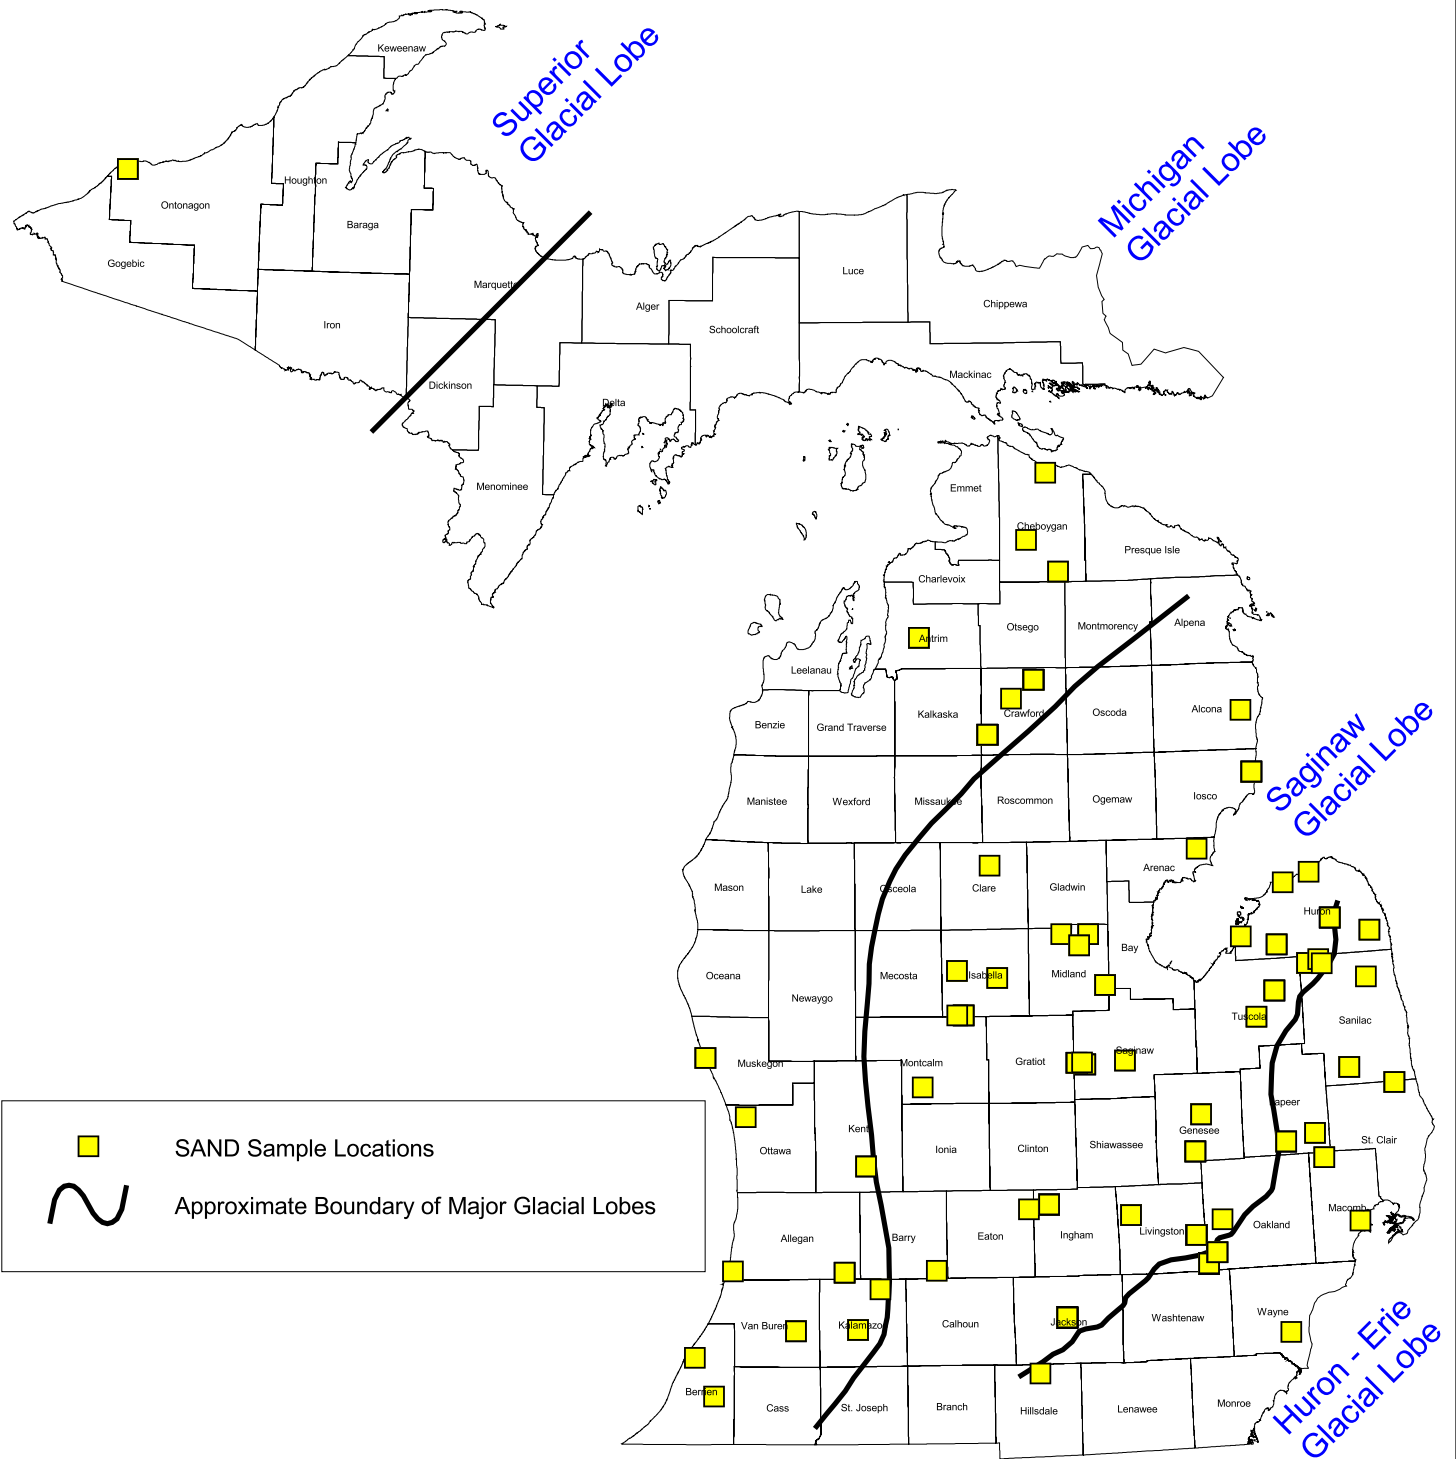 Keweenaw
Superior
Glacial Lobe
Michigan
Glacial Lobe
Houghton
Ontonagon
Baraga
Gogebic
Luce
Marquette
Chippewa
Alger
Iron
Schoolcraft
Mackinac
Dickinson
Delta
Menominee
Emmet
Cheboygan
Presque Isle
Charlevoix
Otsego
Montmorency
Alpena
Antrim
Leelanau
Benzie
Grand Traverse
Kalkaska
Crawford
Oscoda
Alcona
Saginaw
Glacial Lobe
Manistee
Wexford
Missaukee
Roscommon
Ogemaw
Iosco
Arenac
Mason
Lake
Osceola
Clare
Gladwin
Huron
Bay
Oceana
Newaygo
Mecosta
Isabella
Midland
Tuscola
Sanilac
Muskegon
Montcalm
Gratiot
Saginaw
Lapeer
Kent
Ottawa
Ionia
Clinton
Shiawassee
Genesee
St. Clair
SAND Sample Locations
Approximate Boundary of Major Glacial Lobes
Allegan
Barry
Eaton
Ingham
Livingston
Oakland
Macomb
Van Buren
Kalamazoo
Calhoun
Jackson
Washtenaw
Wayne
Huron - Erie
Glacial Lobe
Berrien
Cass
St. Joseph
Branch
Hillsdale
Lenawee
Monroe